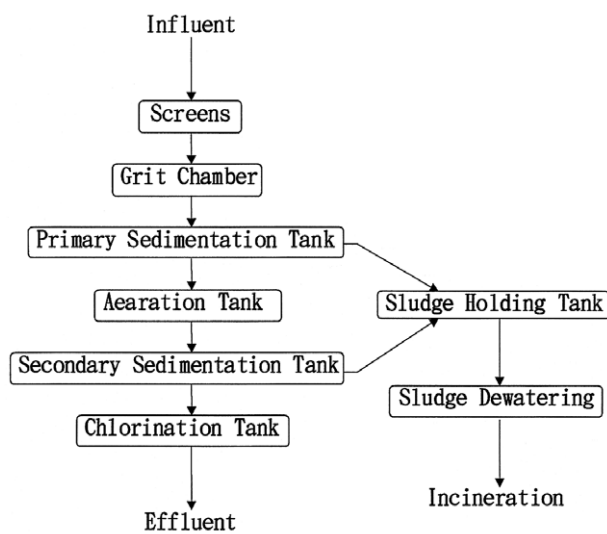 Influent
Screens
Grit Chamber
Primary Sedimentation Tank
Aearation Tank
Sludge Holding Tank
Secondary Sedimentation Tank
Sludge Dewatering
Chlorination Tank
Incineration
Effluent